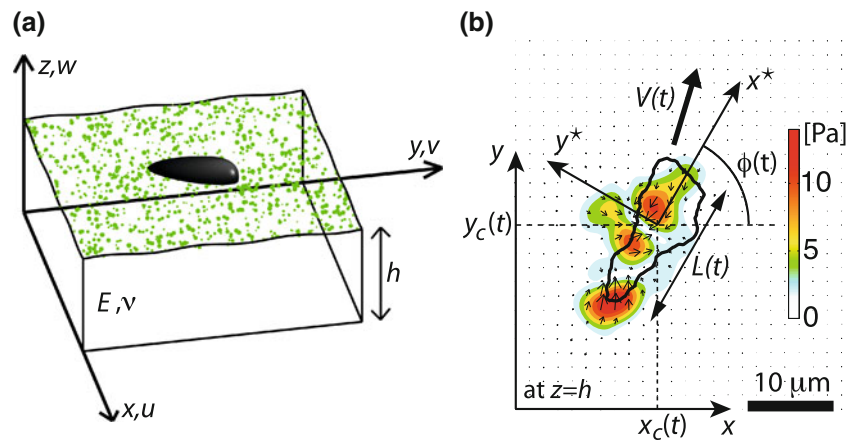 (a)
z,w
y,v
h
E,ν
x,u
(b)
V(t)
x★
y★
[Pa]
y
ϕ(t)
10
y_c(t)
L(t)
5
0
at z=h
10 μm
x_c(t)
x